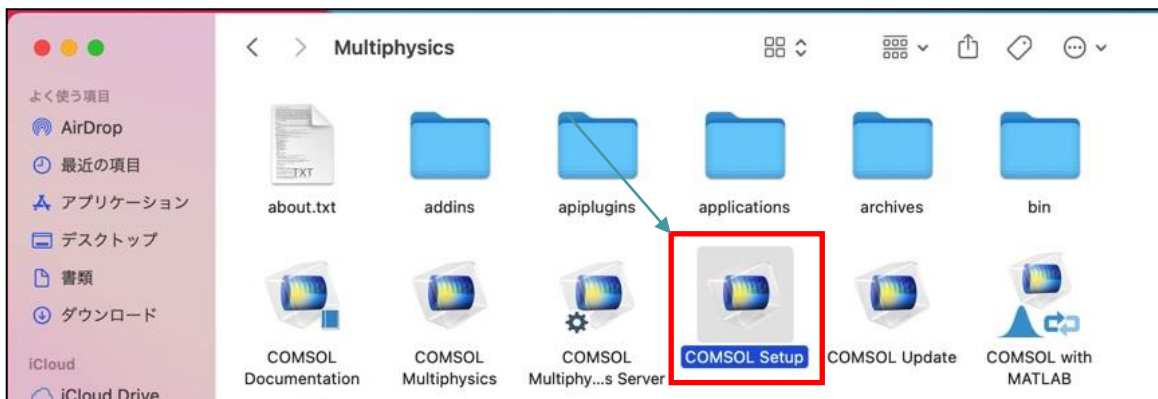 Multiphysics
よく使う項目
AirDrop
最近の項目
アプリケーション
デスクトップ
書類
ダウンロード
iCloud
iCloud Drive
TXT
about.txt
addins
apiplugins
applications
archives
bin
COMSOL
Documentation
COMSOL
Multiphysics
COMSOL
Multiphy...s Server
COMSOL Setup
COMSOL Update
COMSOL with
MATLAB